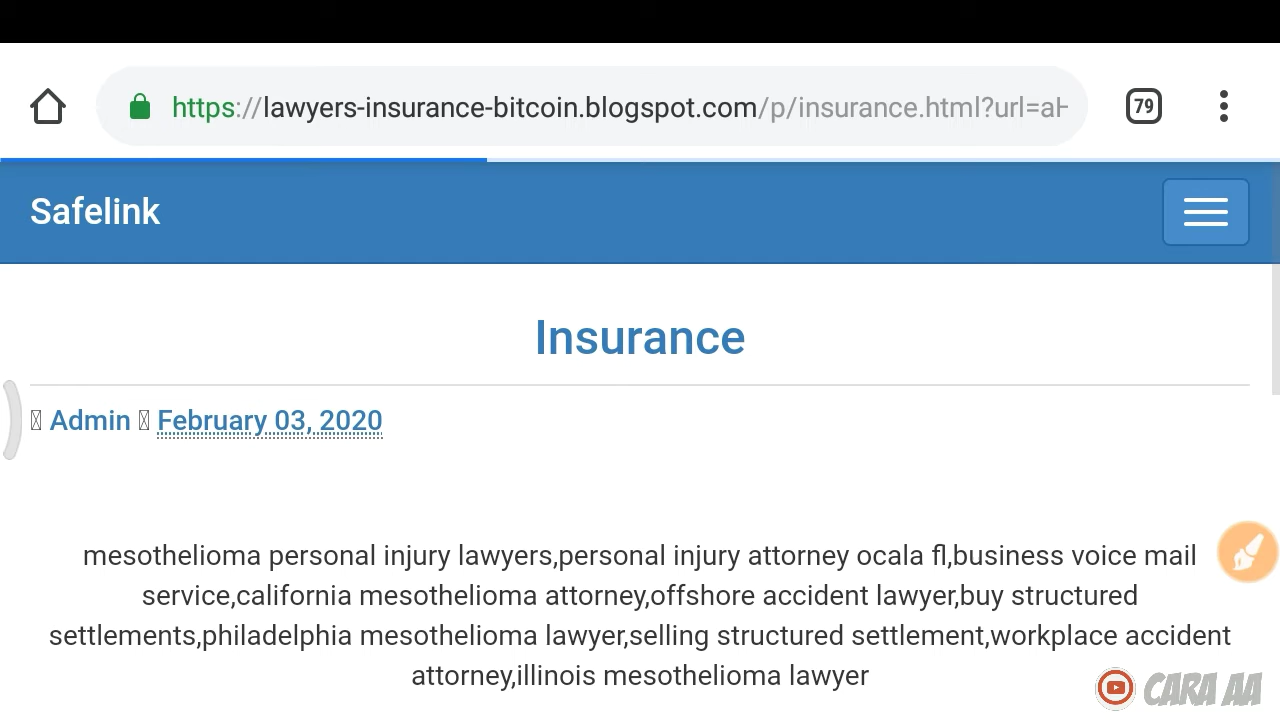 https://lawyers-insurance-bitcoin.blogspot.com/p/insurance.html?url=aH
79
Safelink
Insurance
Admin February 03, 2020
mesothelioma personal injury lawyers,personal injury attorney ocala fl,business voice mail
service,california mesothelioma attorney,offshore accident lawyer,buy structured
settlements,philadelphia mesothelioma lawyer,selling structured settlement,workplace accident
attorney,illinois mesothelioma lawyer
CARA AA